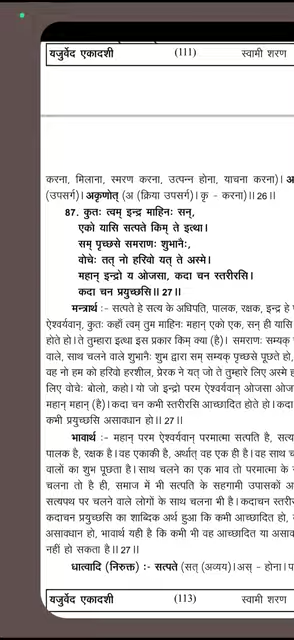 यजुर्वेद एकादशी (111) स्वामी शरण
करना, मिलाना, स्मरण करना, उत्पन्न होना, याचना करना)।
(उपसर्ग)। अकृणोत् (अ (क्रिया उपसर्ग)। कृ - करना)।। 26 ।।
87. कुतः त्वम् इन्द्र माहिनः सन्,
एको यासि सत्पते किम् ते इत्था।
सम् पृच्छसे समराणः शुभानैः,
वोचेः तत् नो हरिवो यत् ते अस्मे।
महान् इन्द्रो य ओजसा, कदा चन स्तरीरसि।
कदा चन प्रयुच्छसि।। 27 ।।
मन्त्रार्थ :- सत्पते हे सत्य के अधिपति, पालक, रक्षक, इन्द्र हे
ऐश्वर्यवान्, कुतः कहाँ त्वम् तुम माहिनः महान् एको एक, सन् ही यासि
होते हो। ते तुम्हारा इत्था इस प्रकार किम् क्या (है)। समराणः सम्यक्
वाले, साथ चलने वाले शुभानैः शुभ द्वारा सम् सम्यक् पृच्छसे पूछते हो,
वह नो हम को हरिवो हरशील, प्रेरक ने यत् जो ते तुम्हारे लिए अस्मे
लिए वोचेः बोलो, कहो। यो जो इन्द्रो परम ऐश्वर्यवान् ओजसा
महान् महान् (है)। कदा चन कभी स्तरीरसि आच्छादित होते हो। कदा
कभी प्रयुच्छसि असावधान हो।। 27 ।।
भावार्थ :- महान् परम ऐश्वर्यवान् परमात्मा सत्पति है,
पालक है, रक्षक है। वह एकाकी है, अर्थात् वह एक ही है। वह साथ
वालों का शुभ पूछता है। साथ चलने का एक भाव तो परमात्मा के
चलना तो है ही, समाज में भी सत्पति के सहगामी उपासकों
सत्यपथ पर चलने वाले लोगों के साथ चलना भी है। कदाचन
कदाचन प्रयुच्छसि का शाब्दिक अर्थ हुआ कि कभी आच्छादित हो,
असावधान हो, भावार्थ यही है कि कभी भी वह आच्छादित या
नहीं हो सकता है।। 27 ।।
धात्वादि (निरुक्त) :- सत्पते (सत् (अव्यय)। अस् - होना।
यजुर्वेद एकादशी (113) स्वामी शरण